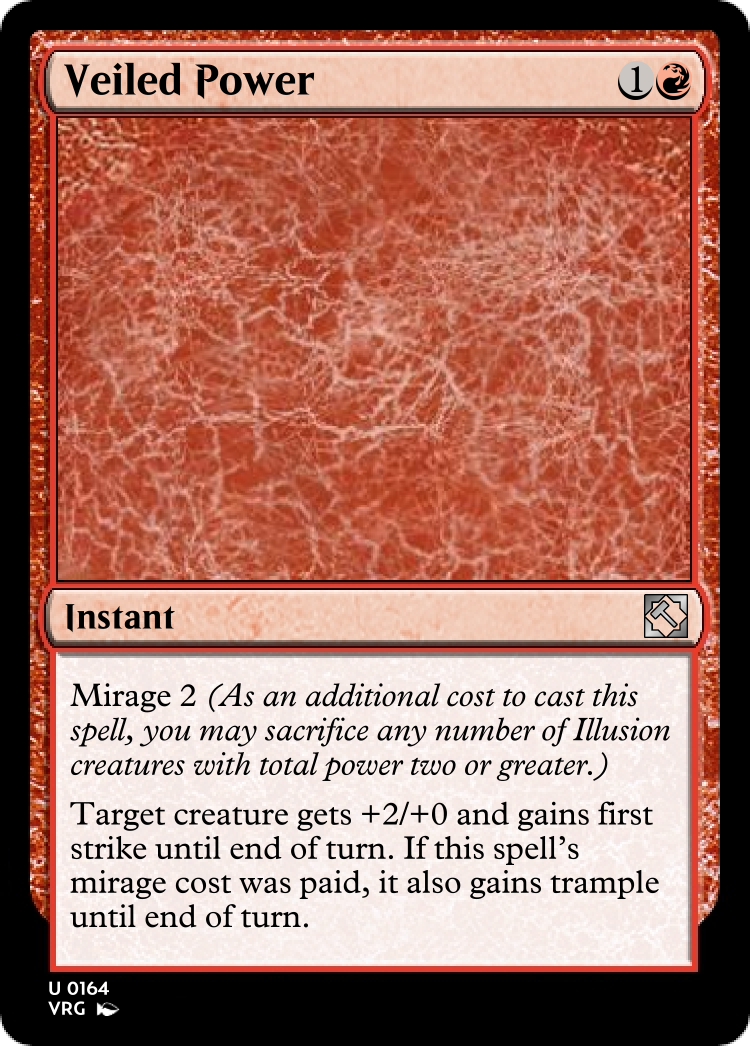 Veiled Power 1
Instant
Mirage 2 (As an additional cost to cast this
spell, you may sacrifice any number of Illusion
creatures with total power two or greater.)
Target creature gets +2/+0 and gains first
strike until end of turn. If this spell's
mirage cost was paid, it also gains trample
until end of turn.
U 0164
VRG